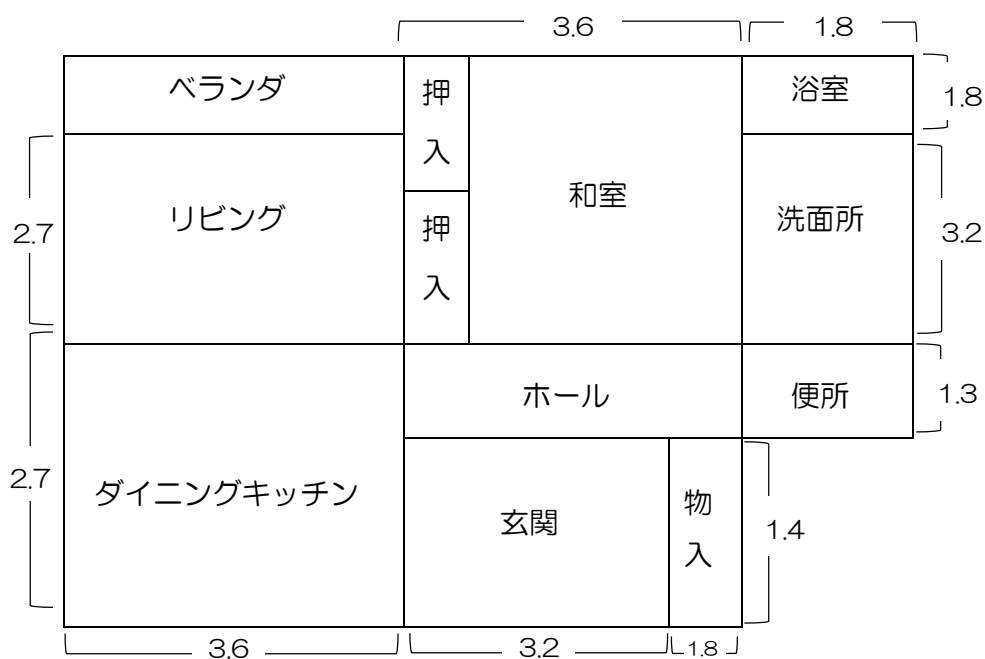 3.6
1.8
ベランダ
押入
浴室
1.8
リビング
和室
洗面所
2.7
押入
3.2
ホール
便所
1.3
2.7
ダイニングキッチン
玄関
物入
1.4
3.6
3.2
1.8